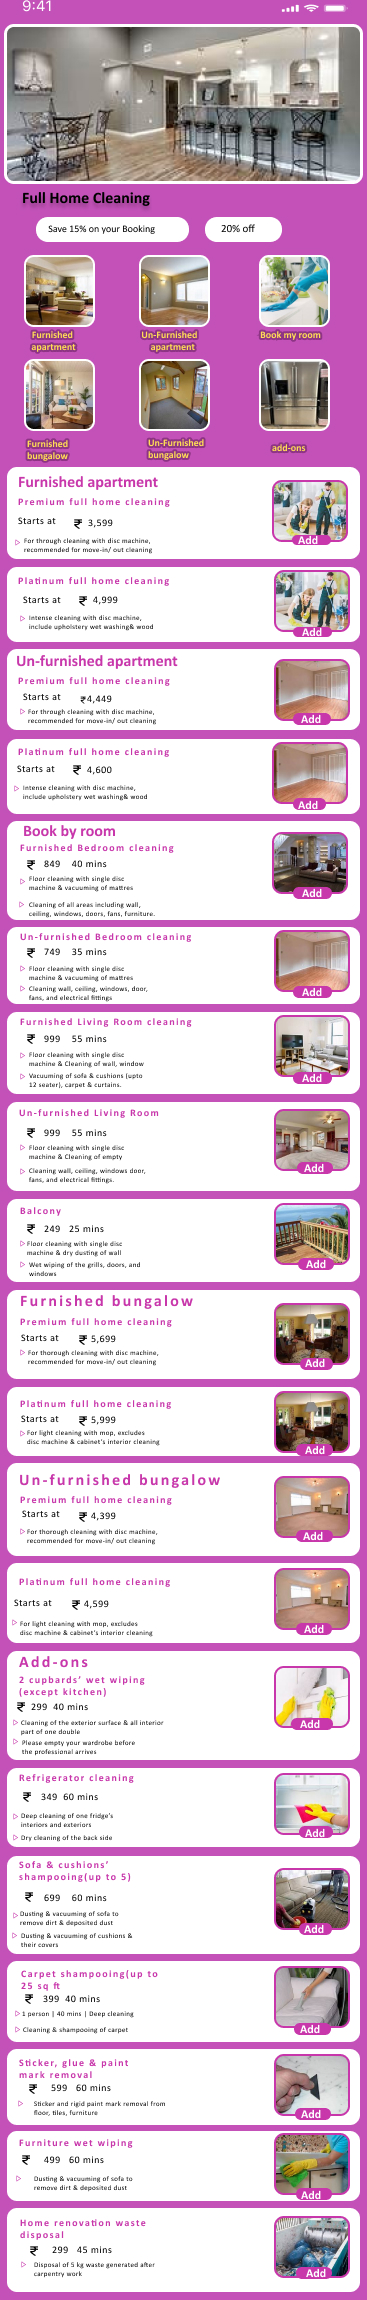 9:41
Full Home Cleaning
Save 15% on your Booking
20% off
Furnished
apartment
Un-Furnished
apartment
Book my room
Furnished
bungalow
Un-Furnished
bungalow
add-ons
Furnished apartment
Premium full home cleaning
Starts at ₹ 3,599
For through cleaning with disc machine,
recommended for move-in/ out cleaning
Add
Platinum full home cleaning
Starts at ₹ 4,999
Intense cleaning with disc machine,
include upholstery wet washing& wood
Add
Un-furnished apartment
Premium full home cleaning
Starts at ₹4,449
For through cleaning with disc machine,
recommended for move-in/ out cleaning
Add
Platinum full home cleaning
Starts at ₹ 4,600
Intense cleaning with disc machine,
include upholstery wet washing& wood
Add
Book by room
Furnished Bedroom cleaning
₹ 849 40 mins
Floor cleaning with single disc
machine & vacuuming of mattres
Cleaning of all areas including wall,
ceiling, windows, doors, fans, furniture.
Add
Un-furnished Bedroom cleaning
₹ 749 35 mins
Floor cleaning with single disc
machine & vacuuming of mattres
Cleaning wall, ceiling, windows, door,
fans, and electrical fittings
Add
Furnished Living Room cleaning
₹ 999 55 mins
Floor cleaning with single disc
machine & Cleaning of wall, window
Vacuuming of sofa & cushions (upto
12 seater), carpet & curtains.
Add
Un-furnished Living Room
₹ 999 55 mins
Floor cleaning with single disc
machine & Cleaning of empty
Cleaning wall, ceiling, windows door,
fans, and electrical fittings.
Add
Balcony
₹ 249 25 mins
Floor cleaning with single disc
machine & dry dusting of wall
Wet wiping of the grills, doors, and
windows
Add
Furnished bungalow
Premium full home cleaning
Starts at ₹ 5,699
For thorough cleaning with disc machine,
recommended for move-in/ out cleaning
Add
Platinum full home cleaning
Starts at ₹ 5,999
For light cleaning with mop, excludes
disc machine & cabinet's interior cleaning
Add
Un-furnished bungalow
Premium full home cleaning
Starts at ₹ 4,399
For thorough cleaning with disc machine,
recommended for move-in/ out cleaning
Add
Platinum full home cleaning
Starts at ₹ 4,599
For light cleaning with mop, excludes
disc machine & cabinet's interior cleaning
Add
Add-ons
2 cupbards' wet wiping
(except kitchen)
₹ 299 40 mins
Cleaning of the exterior surface & all interior
part of one double
Please empty your wardrobe before
the professional arrives
Add
Refrigerator cleaning
₹ 349 60 mins
Deep cleaning of one fridge's
interiors and exteriors
Dry cleaning of the back side
Add
Sofa & cushions'
shampooing(up to 5)
₹ 699 60 mins
Dusting & vacuuming of sofa to
remove dirt & deposited dust
Dusting & vacuuming of cushions &
their covers
Add
Carpet shampooing(up to
25 sq ft
₹ 399 40 mins
1 person | 40 mins | Deep cleaning
Cleaning & shampooing of carpet
Add
Sticker, glue & paint
mark removal
₹ 599 60 mins
Sticker and rigid paint mark removal from
floor, tiles, furniture
Add
Furniture wet wiping
₹ 499 60 mins
Dusting & vacuuming of sofa to
remove dirt & deposited dust
Add
Home renovation waste
disposal
₹ 299 45 mins
Disposal of 5 kg waste generated after
carpentry work
Add